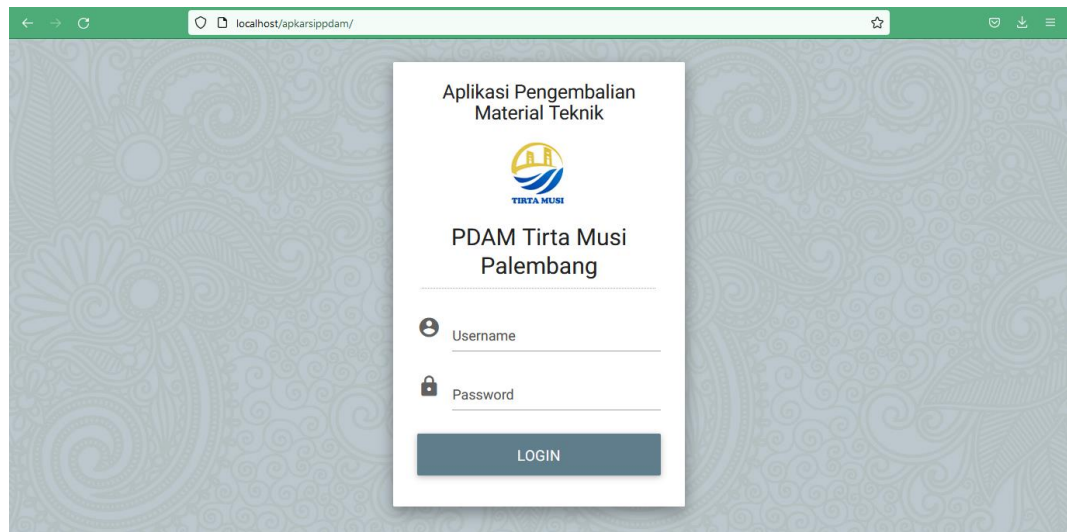 localhost/apkarsippdam/
Aplikasi Pengembalian
Material Teknik
TIRTA MUSI
PDAM Tirta Musi
Palembang
Username
Password
LOGIN